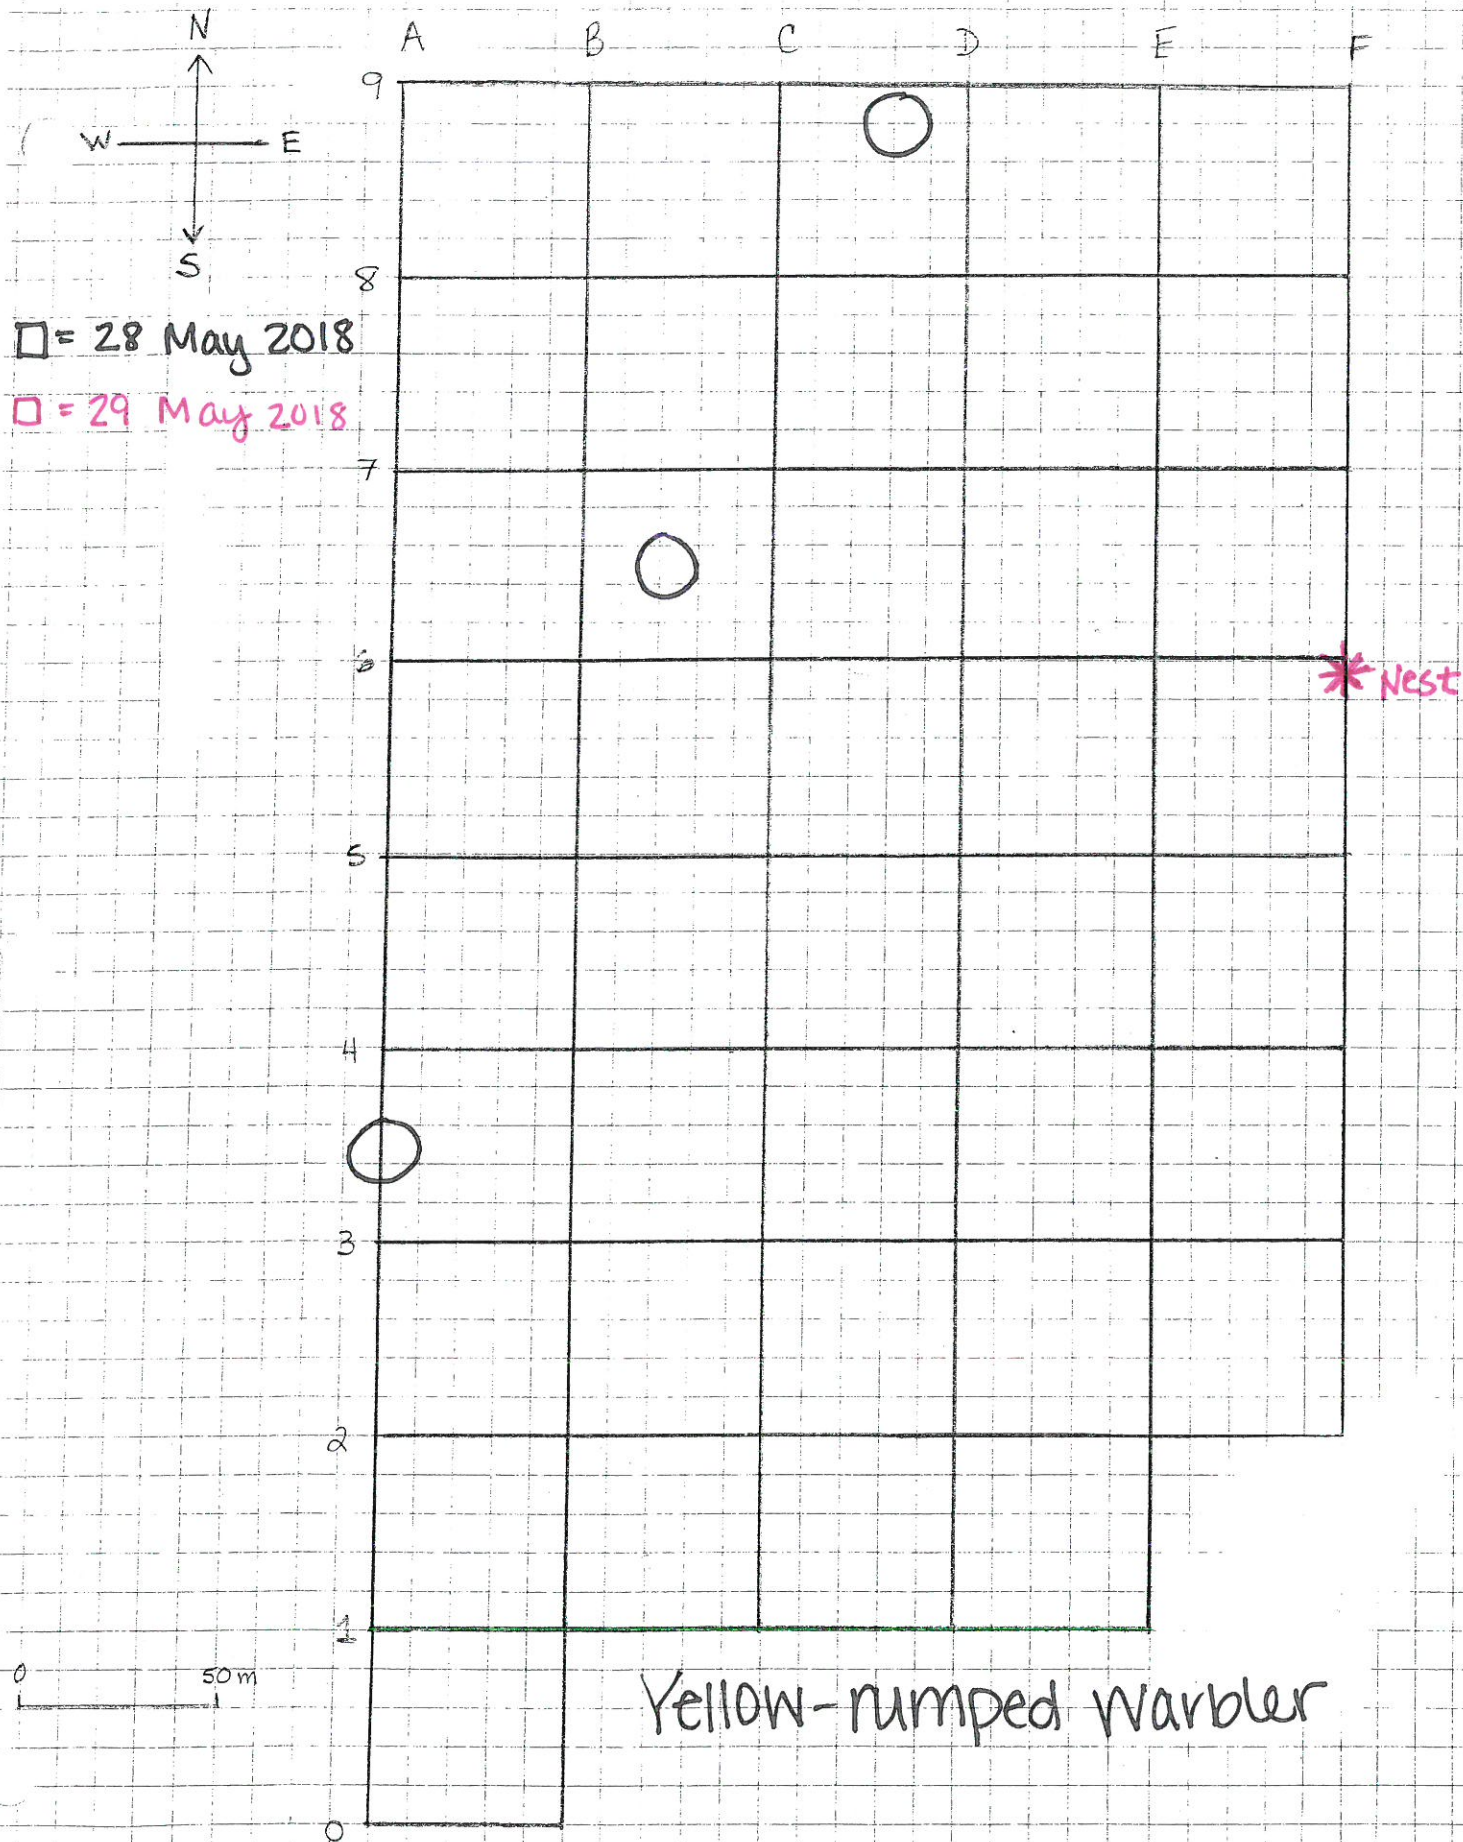 N
A B C D E F
9
W E
S
8
□ = 28 May 2018
□ = 29 May 2018
7
6
Nest
5
4
3
2
1
0 50m
Yellow-rumped Warbler
0